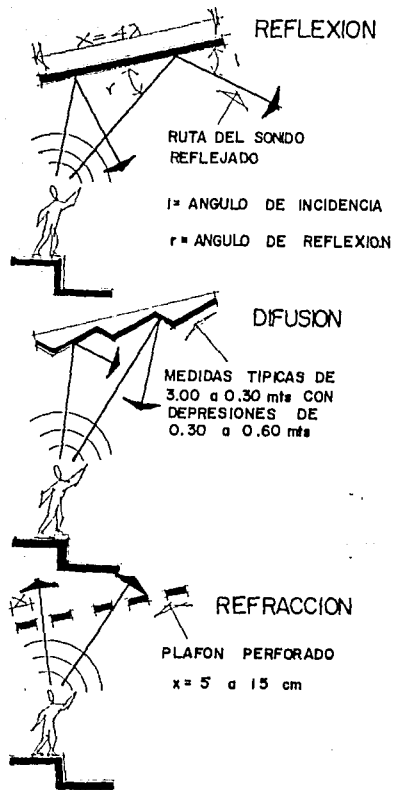 REFLEXION
X=4λ
i
r
RUTA DEL SONIDO
REFLEJADO
I= ANGULO DE INCIDENCIA
r= ANGULO DE REFLEXION
DIFUSION
MEDIDAS TIPICAS DE
3.00 a 0.30 mts CON
DEPRESIONES DE
0.30 a 0.60 mts
X
REFRACCION
PLAFON PERFORADO
x= 5 a 15 cm